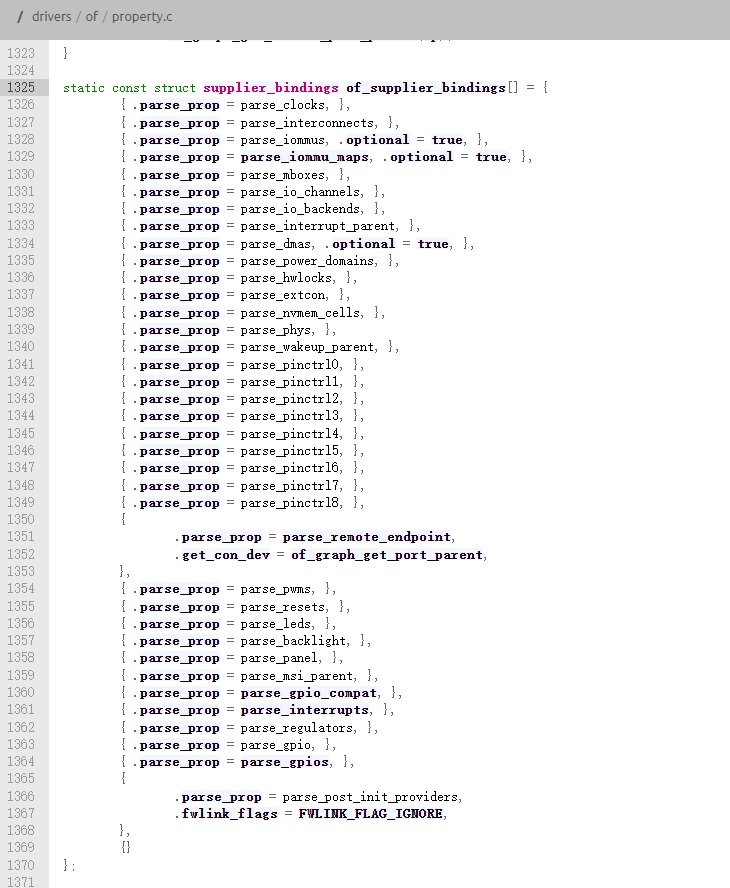 / drivers / of / property.c
1323 }
1324
1325 static const struct supplier_bindings of_supplier_bindings[] = {
1326 { .parse_prop = parse_clocks, },
1327 { .parse_prop = parse_interconnects, },
1328 { .parse_prop = parse_iommus, .optional = true, },
1329 { .parse_prop = parse_iommu_maps, .optional = true, },
1330 { .parse_prop = parse_mboxes, },
1331 { .parse_prop = parse_io_channels, },
1332 { .parse_prop = parse_io_backends, },
1333 { .parse_prop = parse_interrupt_parent, },
1334 { .parse_prop = parse_dmas, .optional = true, },
1335 { .parse_prop = parse_power_domains, },
1336 { .parse_prop = parse_hwlocks, },
1337 { .parse_prop = parse_extcon, },
1338 { .parse_prop = parse_nvmem_cells, },
1339 { .parse_prop = parse_phys, },
1340 { .parse_prop = parse_wakeup_parent, },
1341 { .parse_prop = parse_pinctrl0, },
1342 { .parse_prop = parse_pinctrl1, },
1343 { .parse_prop = parse_pinctrl2, },
1344 { .parse_prop = parse_pinctrl3, },
1345 { .parse_prop = parse_pinctrl4, },
1346 { .parse_prop = parse_pinctrl5, },
1347 { .parse_prop = parse_pinctrl6, },
1348 { .parse_prop = parse_pinctrl7, },
1349 { .parse_prop = parse_pinctrl8, },
1350 {
1351 .parse_prop = parse_remote_endpoint,
1352 .get_con_dev = of_graph_get_port_parent,
1353 },
1354 { .parse_prop = parse_pwms, },
1355 { .parse_prop = parse_resets, },
1356 { .parse_prop = parse_leds, },
1357 { .parse_prop = parse_backlight, },
1358 { .parse_prop = parse_panel, },
1359 { .parse_prop = parse_msi_parent, },
1360 { .parse_prop = parse_gpio_compat, },
1361 { .parse_prop = parse_interrupts, },
1362 { .parse_prop = parse_regulators, },
1363 { .parse_prop = parse_gpio, },
1364 { .parse_prop = parse_gpios, },
1365 {
1366 .parse_prop = parse_post_init_providers,
1367 .fwlink_flags = FWLINK_FLAG_IGNORE,
1368 },
1369 {}
1370 };
1371